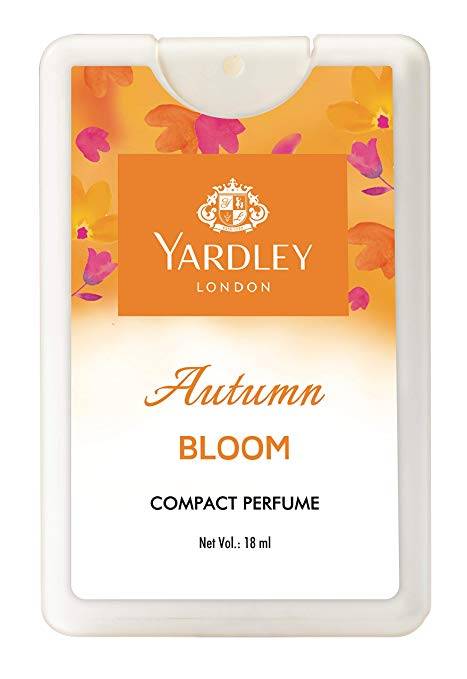 YARDLEY
LONDON
Autumn
BLOOM
COMPACT PERFUME
Net Vol.: 18 ml